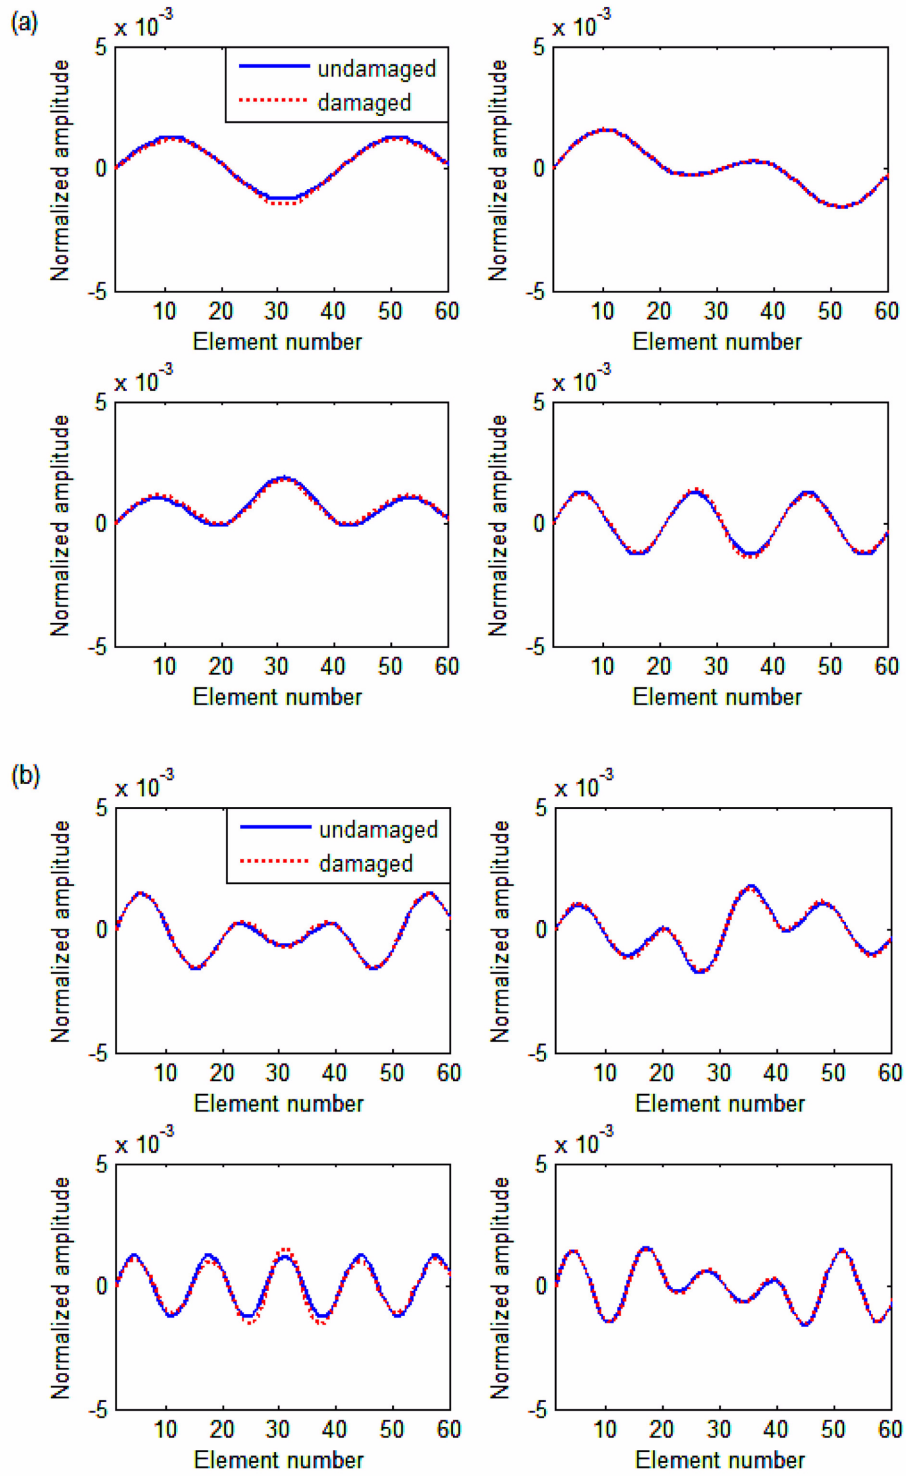 (a)
x 10-3
5
0
-5
Normalized amplitude
undamaged
damaged
10 20 30 40 50 60
Element number
x 10-3
5
0
-5
Normalized amplitude
10 20 30 40 50 60
Element number
x 10-3
5
0
-5
Normalized amplitude
10 20 30 40 50 60
Element number
x 10-3
5
0
-5
Normalized amplitude
10 20 30 40 50 60
Element number
(b)
x 10-3
5
0
-5
Normalized amplitude
undamaged
damaged
10 20 30 40 50 60
Element number
x 10-3
5
0
-5
Normalized amplitude
10 20 30 40 50 60
Element number
x 10-3
5
0
-5
Normalized amplitude
10 20 30 40 50 60
Element number
x 10-3
5
0
-5
Normalized amplitude
10 20 30 40 50 60
Element number